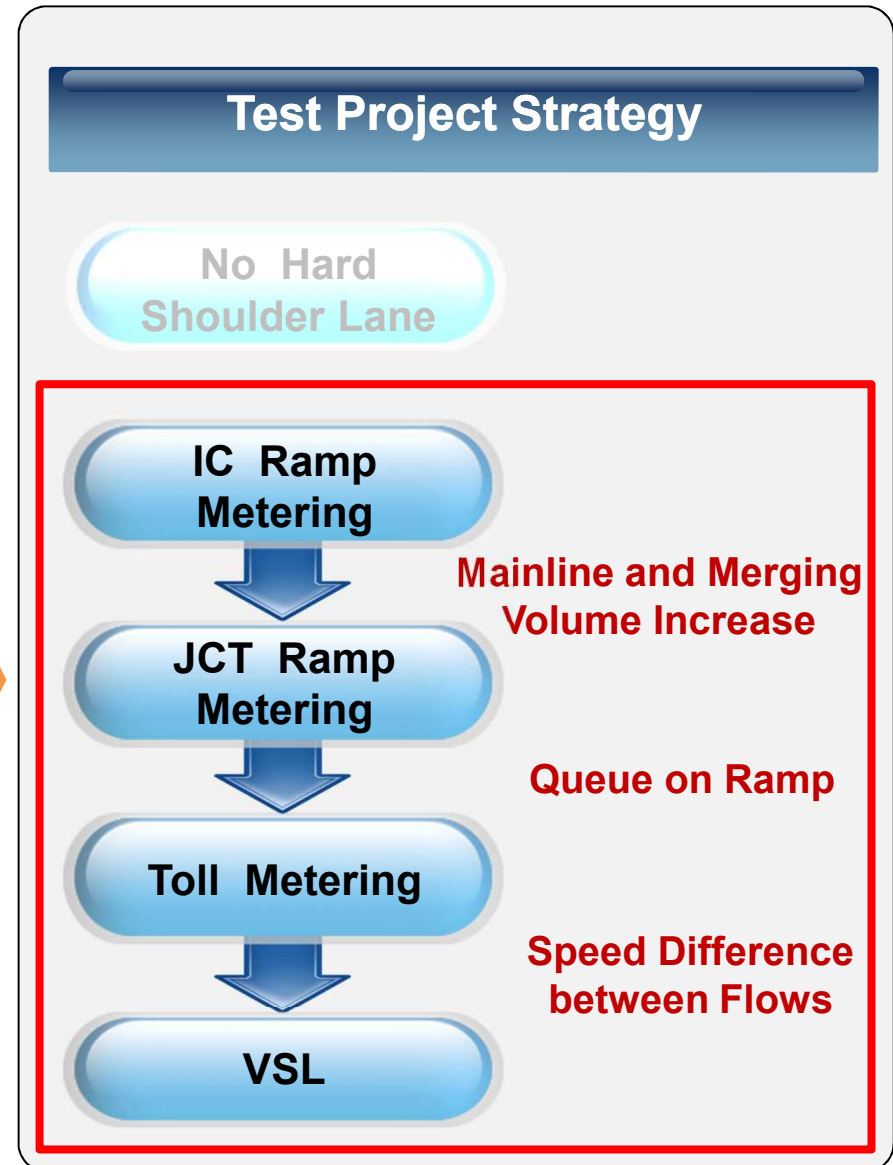 Test Project Strategy
No Hard
Shoulder Lane
IC Ramp
Metering
Mainline and Merging
Volume Increase
JCT Ramp
Metering
Queue on Ramp
Toll Metering
Speed Difference
between Flows
VSL